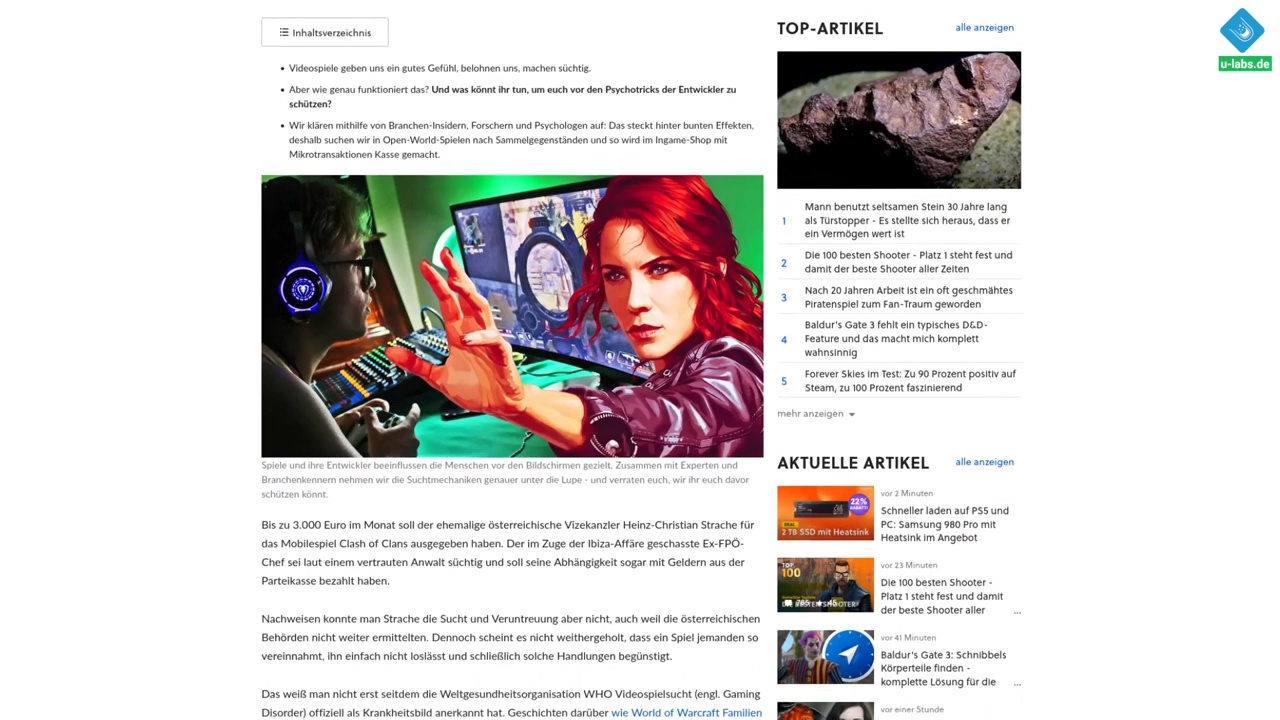 Inhaltsverzeichnis
• Videospiele geben uns ein gutes Gefühl, belohnen uns, machen süchtig.
• Aber wie genau funktioniert das? Und was könnt ihr tun, um euch vor den Psychotricks der Entwickler zu
schützen?
• Wir klären mithilfe von Branchen-Insidern, Forschern und Psychologen auf: Das steckt hinter bunten Effekten,
deshalb suchen wir in Open-World-Spielen nach Sammelgegenständen und so wird im Ingame-Shop mit
Mikrotransaktionen Kasse gemacht.
Spiele und ihre Entwickler beeinflussen die Menschen vor den Bildschirmen gezielt. Zusammen mit Experten und
Branchenkennern nehmen wir die Suchtmechaniken genauer unter die Lupe - und verraten euch, wir ihr euch davor
schützen könnt.
Bis zu 3.000 Euro im Monat soll der ehemalige österreichische Vizekanzler Heinz-Christian Strache für
das Mobilespiel Clash of Clans ausgegeben haben. Der im Zuge der Ibiza-Affäre geschasste Ex-FPÖ-
Chef sei laut einem vertrauten Anwalt süchtig und soll seine Abhängigkeit sogar mit Geldern aus der
Parteikasse bezahlt haben.
Nachweisen konnte man Strache die Sucht und Veruntreuung aber nicht, auch weil die österreichischen
Behörden nicht weiter ermittelten. Dennoch scheint es nicht weithergeholt, dass ein Spiel jemanden so
vereinnahmt, ihn einfach nicht loslässt und schließlich solche Handlungen begünstigt.
Das weiß man nicht erst seitdem die Weltgesundheitsorganisation WHO Videospielsucht (engl. Gaming
Disorder) offiziell als Krankheitsbild anerkannt hat. Geschichten darüber wie World of Warcraft Familien
TOP-ARTIKEL
alle anzeigen
1 Mann benutzt seltsamen Stein 30 Jahre lang
als Türstopper - Es stellte sich heraus, dass er
ein Vermögen wert ist
2 Die 100 besten Shooter - Platz 1 steht fest und
damit der beste Shooter aller Zeiten
3 Nach 20 Jahren Arbeit ist ein oft geschmähtes
Piratenspiel zum Fan-Traum geworden
4 Baldur's Gate 3 fehlt ein typisches D&D-
Feature und das macht mich komplett
wahnsinnig
5 Forever Skies im Test: Zu 90 Prozent positiv auf
Steam, zu 100 Prozent faszinierend
mehr anzeigen
AKTUELLE ARTIKEL
alle anzeigen
22%
RABATT!
DEAL
2 TB SSD mit Heatsink
vor 2 Minuten
Schneller laden auf PS5 und
PC: Samsung 980 Pro mit
Heatsink im Angebot
TOP
100
vor 23 Minuten
Die 100 besten Shooter -
Platz 1 steht fest und damit
der beste Shooter aller ...
vor 41 Minuten
Baldur's Gate 3: Schnibbels
Körperteile finden -
komplette Lösung für die ...
vor einer Stunde
u-labs.de